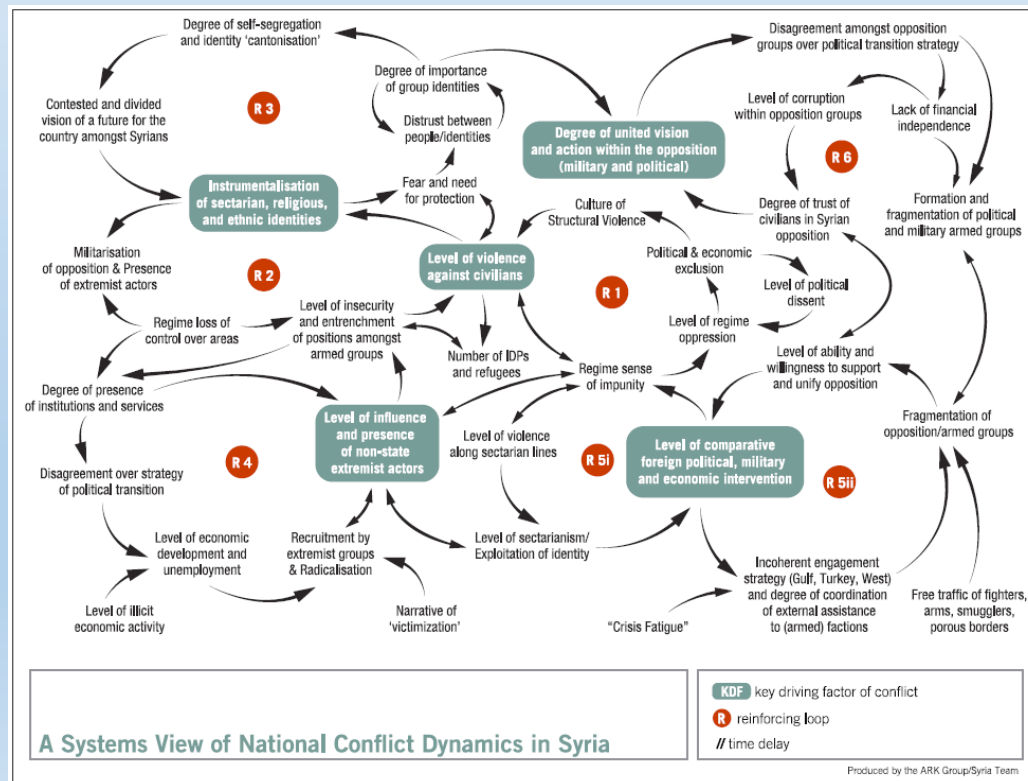 Degree of self-segregation
and identity ‘cantonisation’
Disagreement amongst opposition
groups over political transition strategy
Degree of importance
of group identities
Contested and divided
vision of a future for the
country amongst Syrians
R 3
Distrust between
people/identities
Degree of united vision
and action within the opposition
(military and political)
Level of corruption
within opposition groups
Lack of financial
independence
R 6
Instrumentalisation
of sectarian, religious,
and ethnic identities
Fear and need
for protection
Culture of
Structural Violence
Degree of trust of
civilians in Syrian
opposition
Formation and
fragmentation of political
and military armed groups
Militarisation
of opposition & Presence
of extremist actors
R 2
Level of violence
against civilians
Political & economic
exclusion
R 1
Level of political
dissent
Regime loss of
control over areas
Level of insecurity
and entrenchment
of positions amongst
armed groups
Number of IDPs
and refugees
Level of regime
oppression
Regime sense
of impunity
Level of ability and
willingness to support
and unify opposition
Degree of presence
of institutions and services
Level of influence
and presence
of non-state
extremist actors
Level of violence
along sectarian lines
R 5i
Level of comparative
foreign political, military
and economic intervention
R 5ii
Fragmentation of
opposition/armed groups
R 4
Disagreement over strategy
of political transition
Level of economic
development and
unemployment
Recruitment by
extremist groups
& Radicalisation
Level of sectarianism/
Exploitation of identity
Incoherent engagement
strategy (Gulf, Turkey, West)
and degree of coordination
of external assistance
to (armed) factions
Free traffic of fighters,
arms, smugglers,
porous borders
Level of illicit
economic activity
Narrative of
‘victimization’
“Crisis Fatigue”
A Systems View of National Conflict Dynamics in Syria
KDF key driving factor of conflict
R reinforcing loop
// time delay
Produced by the ARK Group/Syria Team